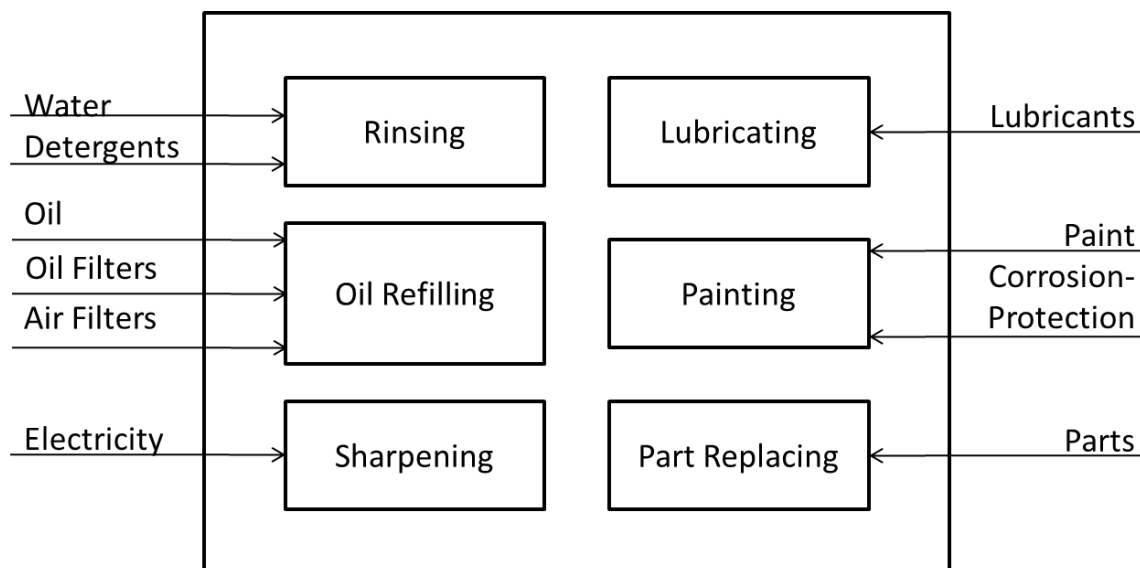 Water
Detergents
Rinsing
Lubricating
Lubricants
Oil
Oil Filters
Air Filters
Oil Refilling
Painting
Paint
Corrosion-
Protection
Electricity
Sharpening
Part Replacing
Parts